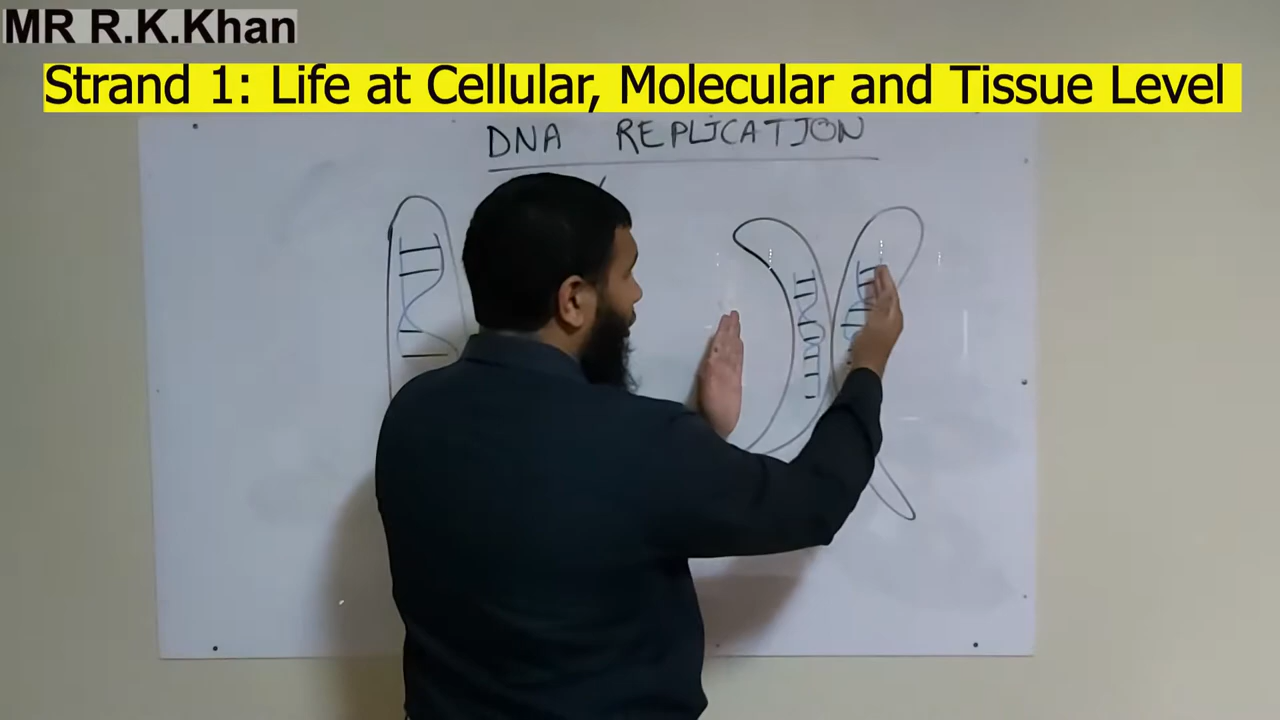 MR R.K.Khan
Strand 1: Life at Cellular, Molecular and Tissue Level
DNA REPLICATION